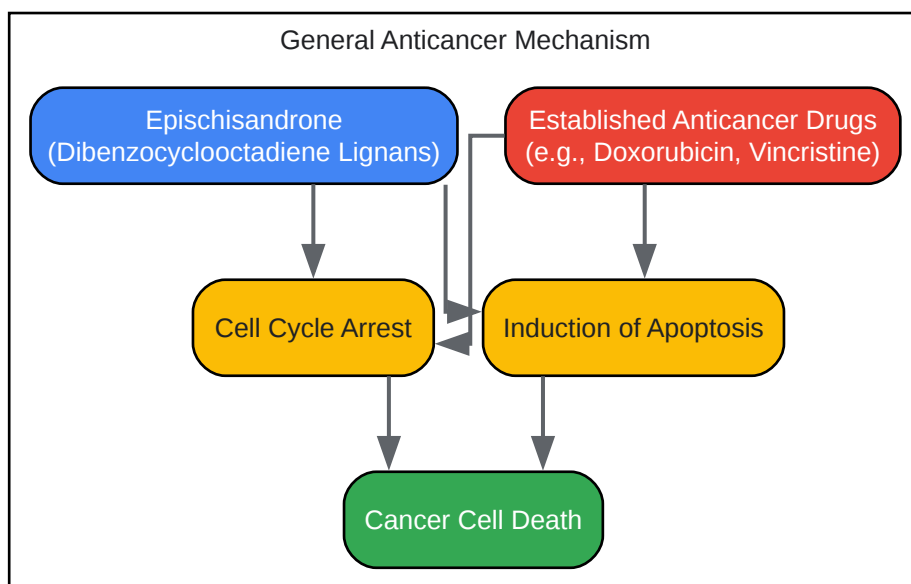 General Anticancer Mechanism
Epischisandrone
(Dibenzocyclooctadiene Lignans)
Established Anticancer Drugs
(e.g., Doxorubicin, Vincristine)
Cell Cycle Arrest
Induction of Apoptosis
Cancer Cell Death